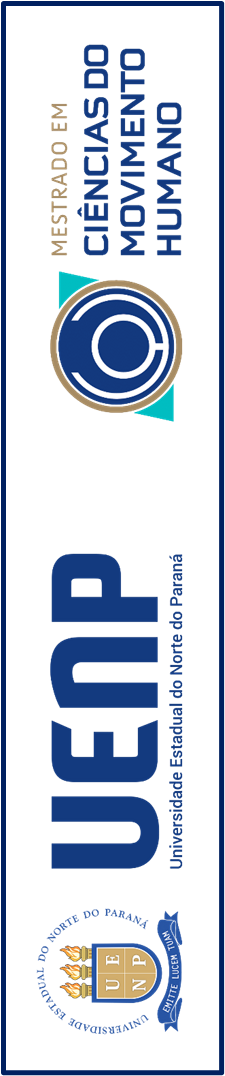 UNIVERSIDADE ESTADUAL DO NORTE DO PARANÁ
U E
N P
EMITTE LUCEM TUAM
UENP
Universidade Estadual do Norte do Paraná
MESTRADO EM
CIÊNCIAS DO
MOVIMENTO
HUMANO